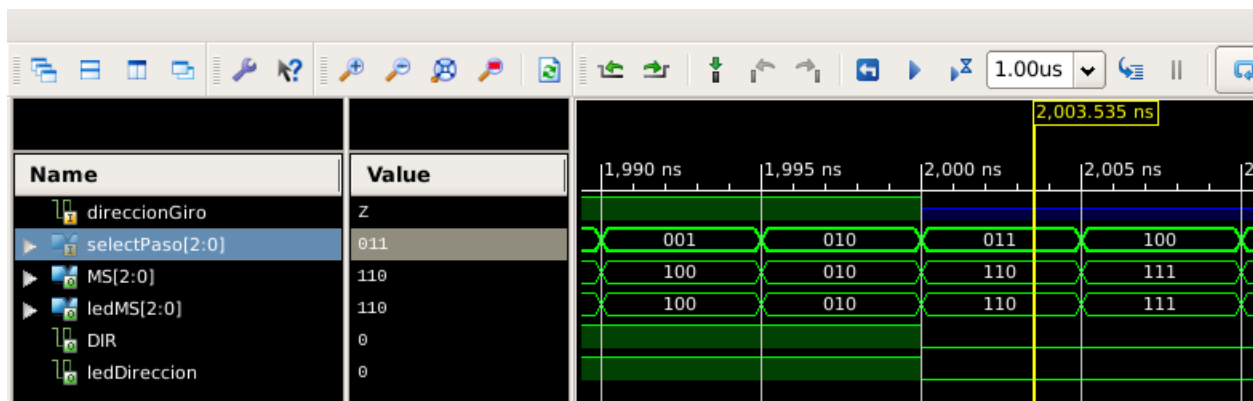 1.00us
2,003.535 ns
Name Value 1,990 ns 1,995 ns 2,000 ns 2,005 ns 2
direccionGiro Z
selectPaso[2:0] 011 001 010 011 100
MS[2:0] 110 100 010 110 111
ledMS[2:0] 110 100 010 110 111
DIR 0
ledDireccion 0